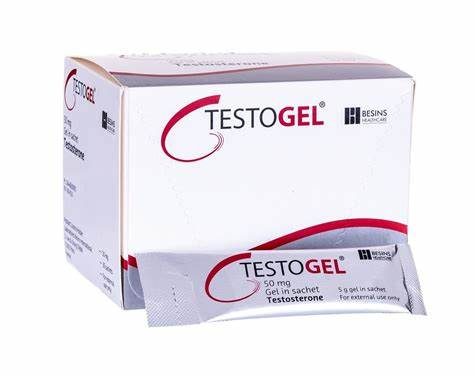 TESTOGEL®
BESINS
HEALTHCARE
TESTOGEL
50 mg
Gel in sachet
Testosterone
TESTOGEL®
50 mg
Gel in sachet
Testosterone
BESINS
HEALTHCARE
5 g gel in sachet
For external use only